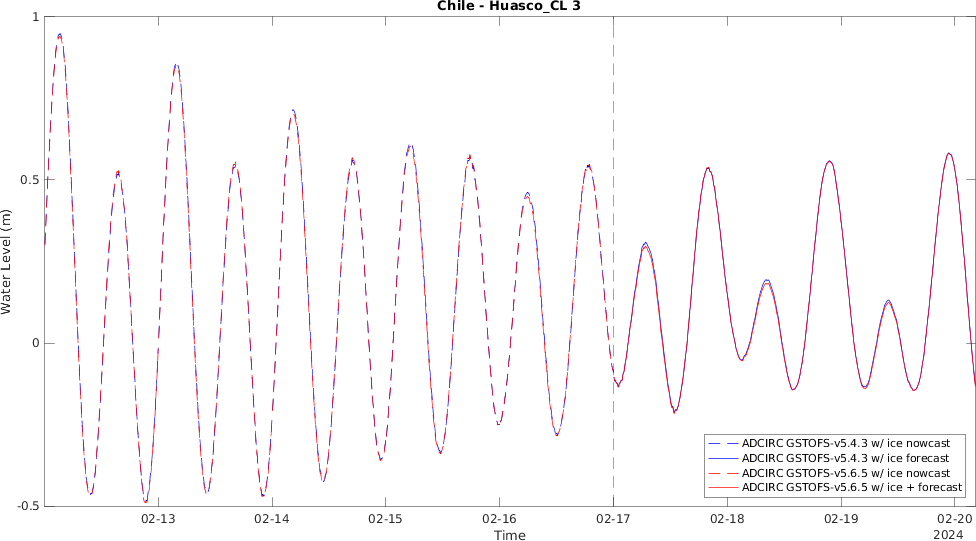 Chile - Huasco_CL 3
1
0.5
0
-0.5
Water Level (m)
02-13 02-14 02-15 02-16 02-17 02-18 02-19 02-20
2024
Time
ADCIRC GSTOFS-v5.4.3 w/ ice nowcast
ADCIRC GSTOFS-v5.4.3 w/ ice forecast
ADCIRC GSTOFS-v5.6.5 w/ ice nowcast
ADCIRC GSTOFS-v5.6.5 w/ ice + forecast